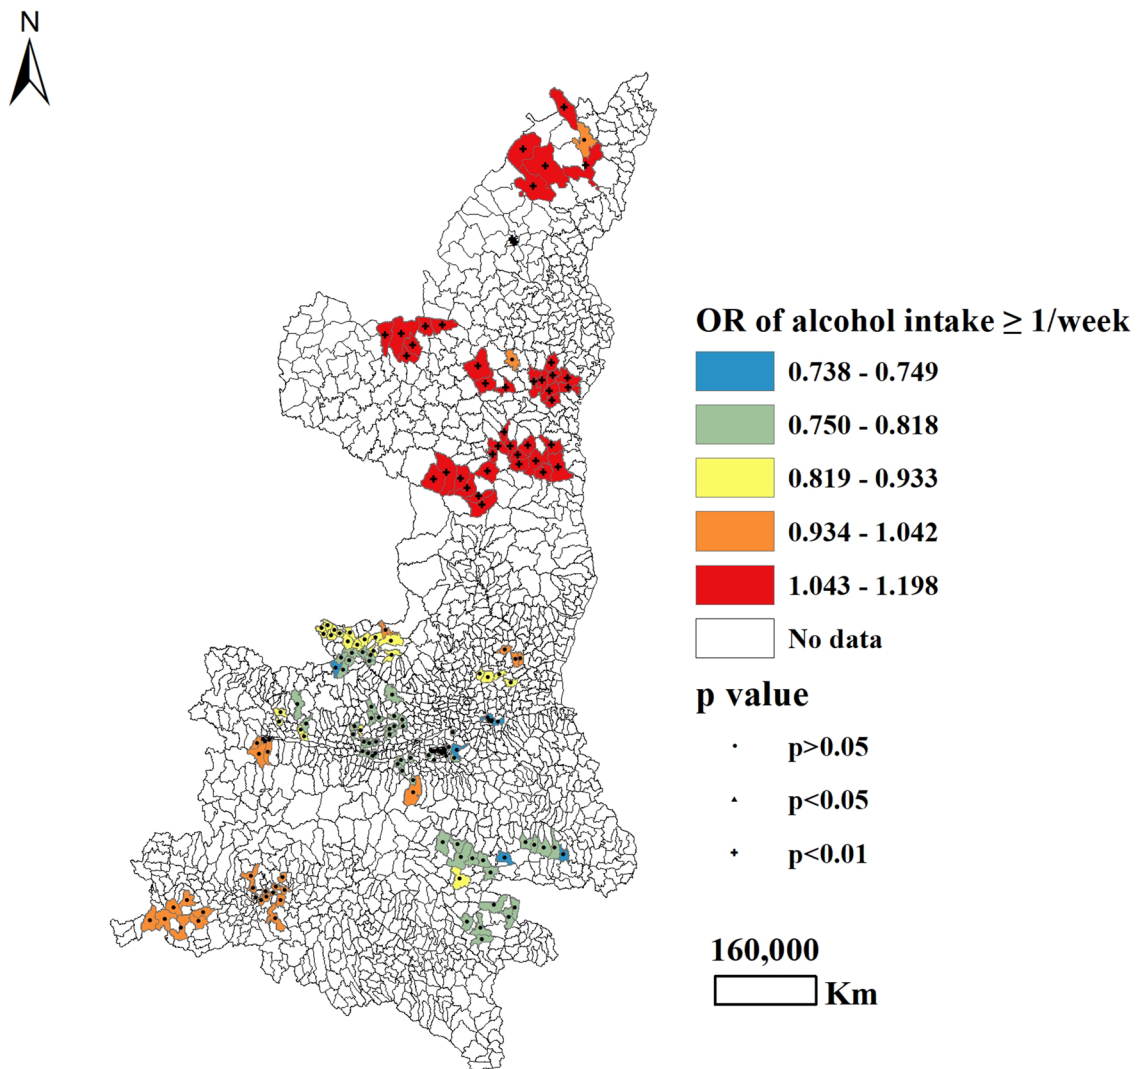 N
OR of alcohol intake ≥ 1/week
0.738 - 0.749
0.750 - 0.818
0.819 - 0.933
0.934 - 1.042
1.043 - 1.198
No data
p value
p>0.05
p<0.05
p<0.01
160,000
Km